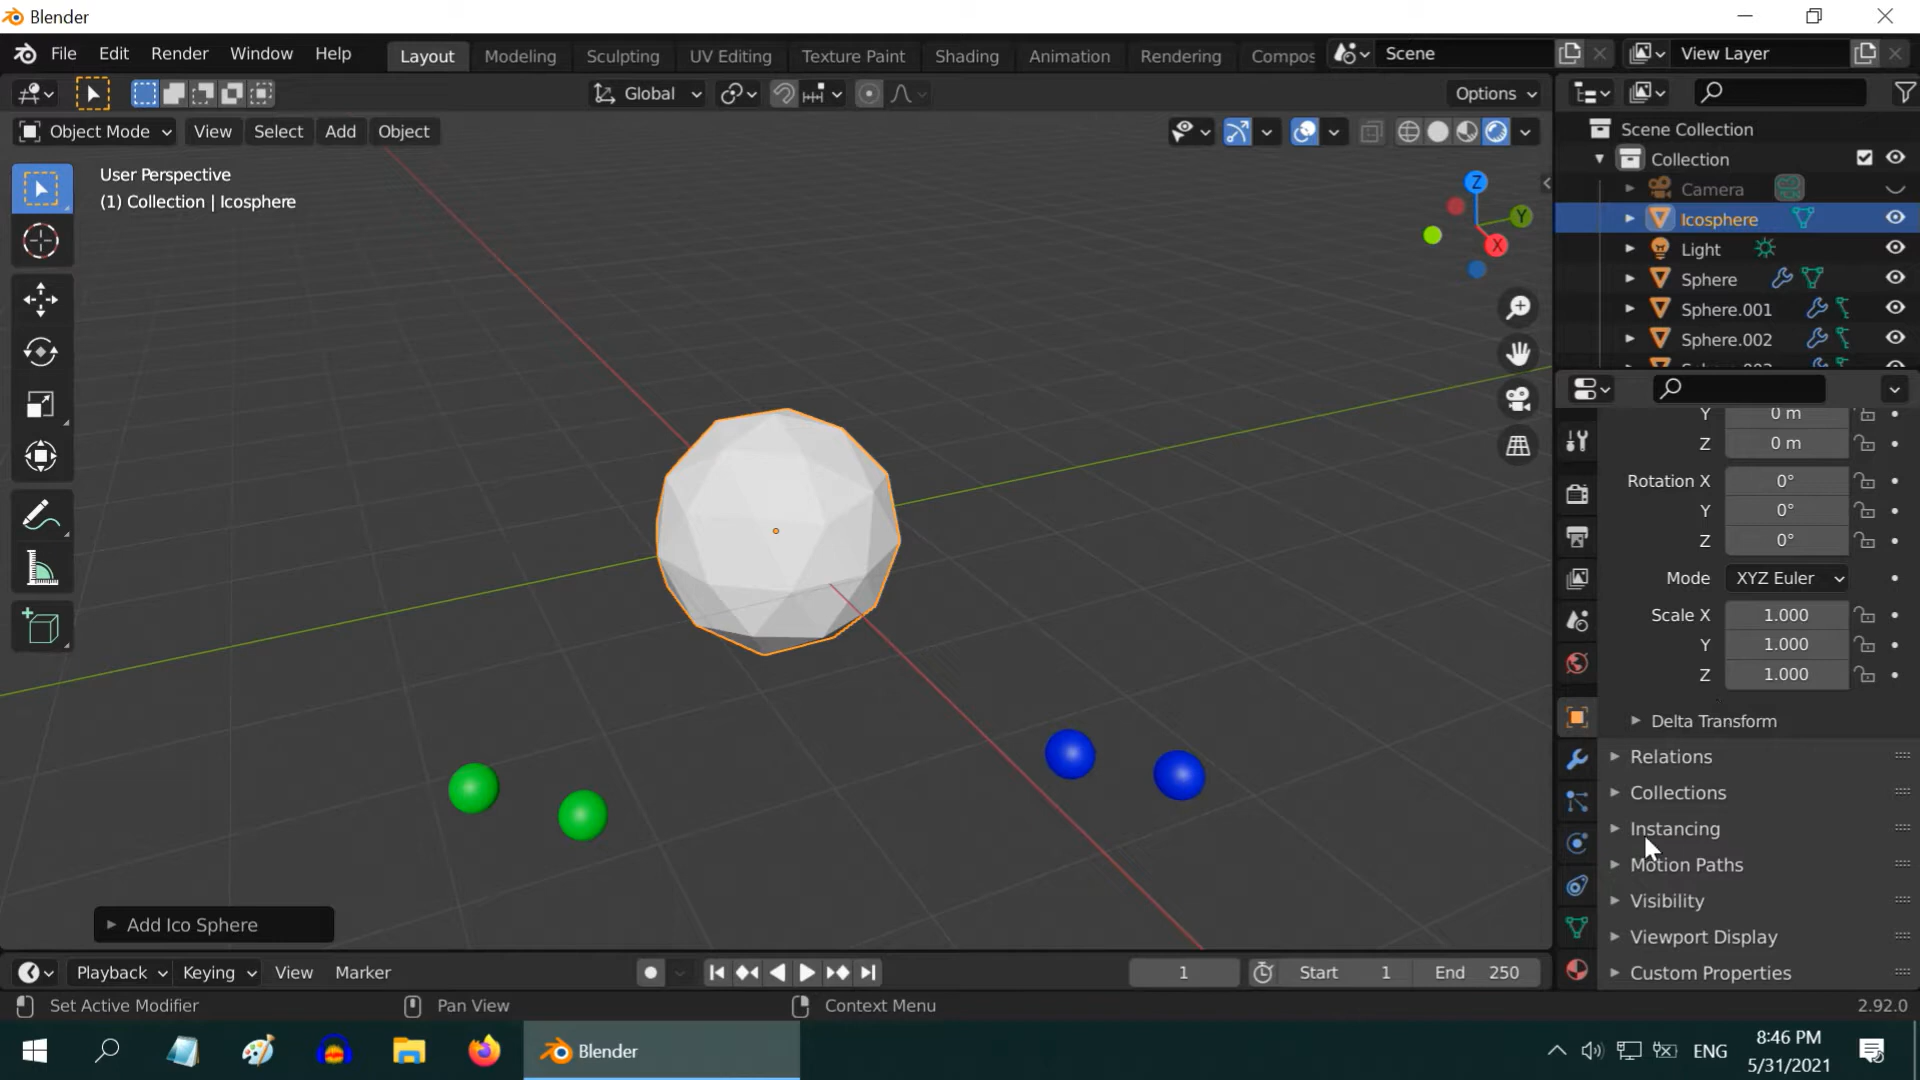 Blender
File Edit Render Window Help
Layout Modeling Sculpting UV Editing Texture Paint Shading Animation Rendering Compos
Scene
View Layer
Global
Options
Object Mode View Select Add Object
User Perspective
(1) Collection | Icosphere
Z
Y
X
Scene Collection
Collection
Camera
Icosphere
Light
Sphere
Sphere.001
Sphere.002
Y 0 m
Z 0 m
Rotation X 0°
Y 0°
Z 0°
Mode XYZ Euler
Scale X 1.000
Y 1.000
Z 1.000
Delta Transform
Relations
Collections
Instancing
Motion Paths
Visibility
Viewport Display
Custom Properties
Add Ico Sphere
Playback Keying View Marker
1
Start 1
End 250
Set Active Modifier
Pan View
Context Menu
2.92.0
Blender
ENG
8:46 PM
5/31/2021